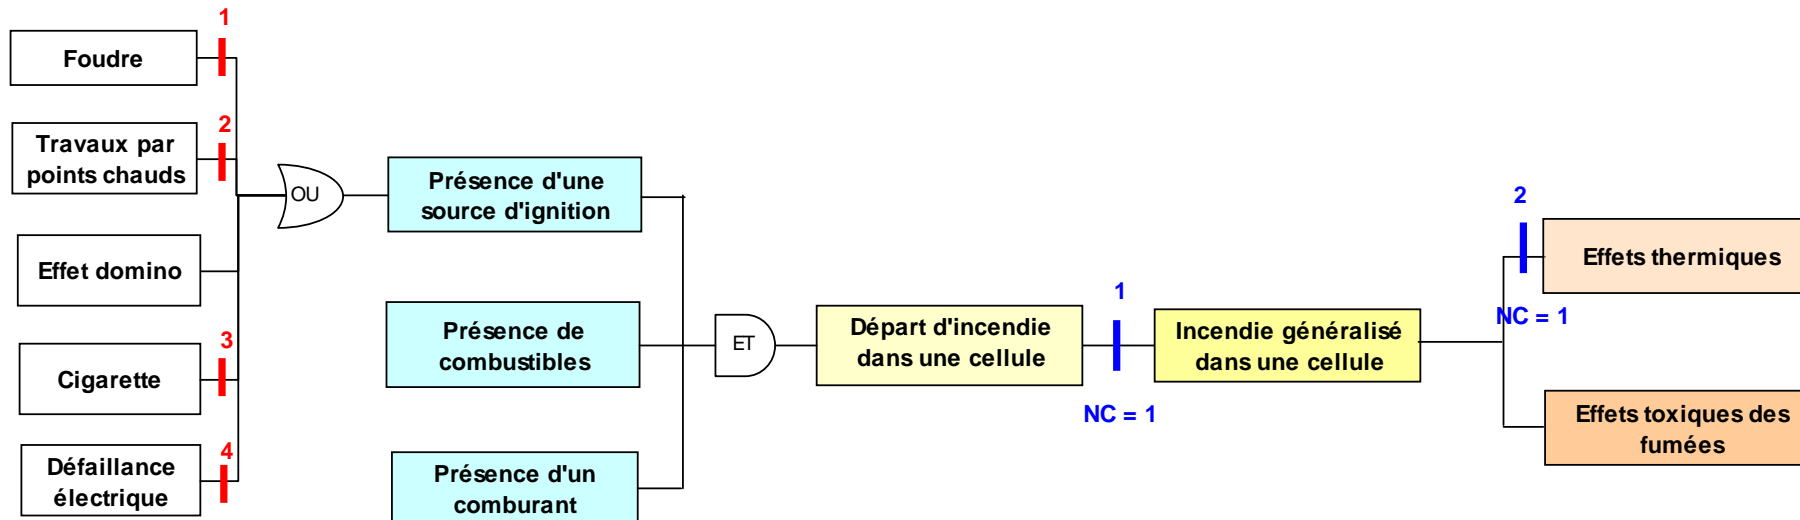 1
Foudre
2
Travaux par
points chauds
OU
Présence d'une
source d'ignition
Effet domino
3
Cigarette
4
Défaillance
électrique
Présence de
combustibles
Présence d'un
comburant
ET
Départ d'incendie
dans une cellule
1
NC = 1
Incendie généralisé
dans une cellule
2
NC = 1
Effets thermiques
Effets toxiques des
fumées